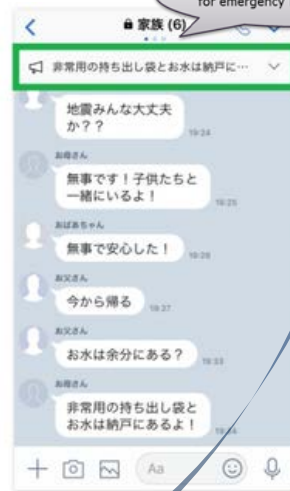 for emergency
家族 (6)
非常用の持ち出し袋とお水は納戸に…
地震みんな大丈夫
か？？
19:24
お母さん
無事です！子供たちと
一緒にいるよ！
19:25
おばあちゃん
無事で安心した！
19:26
お父さん
今から帰る
19:27
お父さん
お水は余分にある？
19:33
お母さん
非常用の持ち出し袋と
お水は納戸にあるよ！
Aa